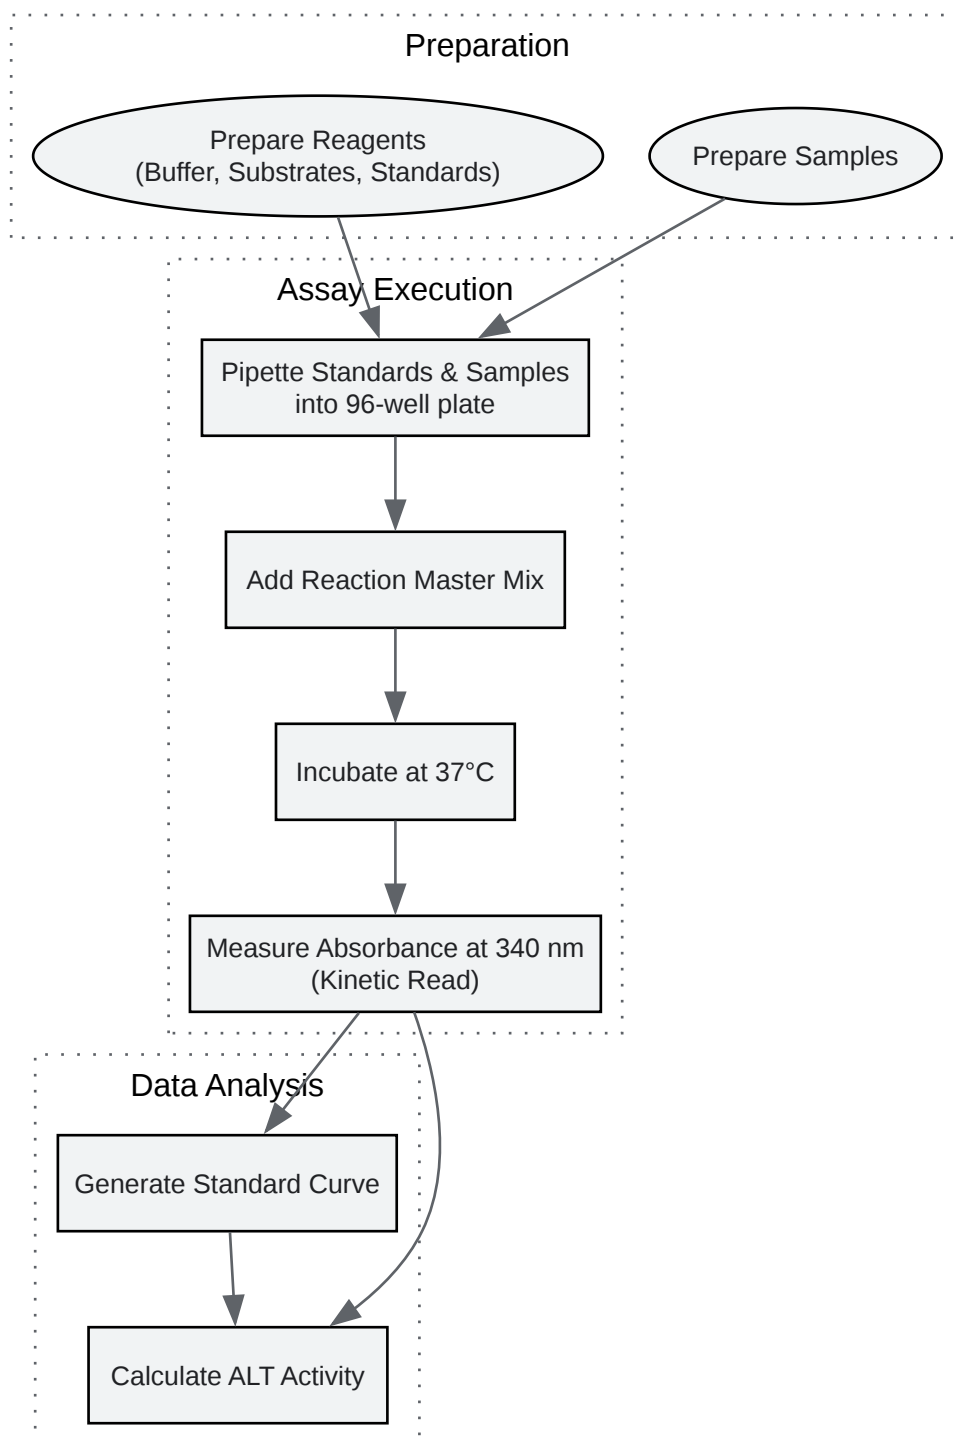 Preparation
Prepare Reagents
(Buffer, Substrates, Standards)
Prepare Samples
Assay Execution
Pipette Standards & Samples
into 96-well plate
Add Reaction Master Mix
Incubate at 37°C
Measure Absorbance at 340 nm
(Kinetic Read)
Data Analysis
Generate Standard Curve
Calculate ALT Activity